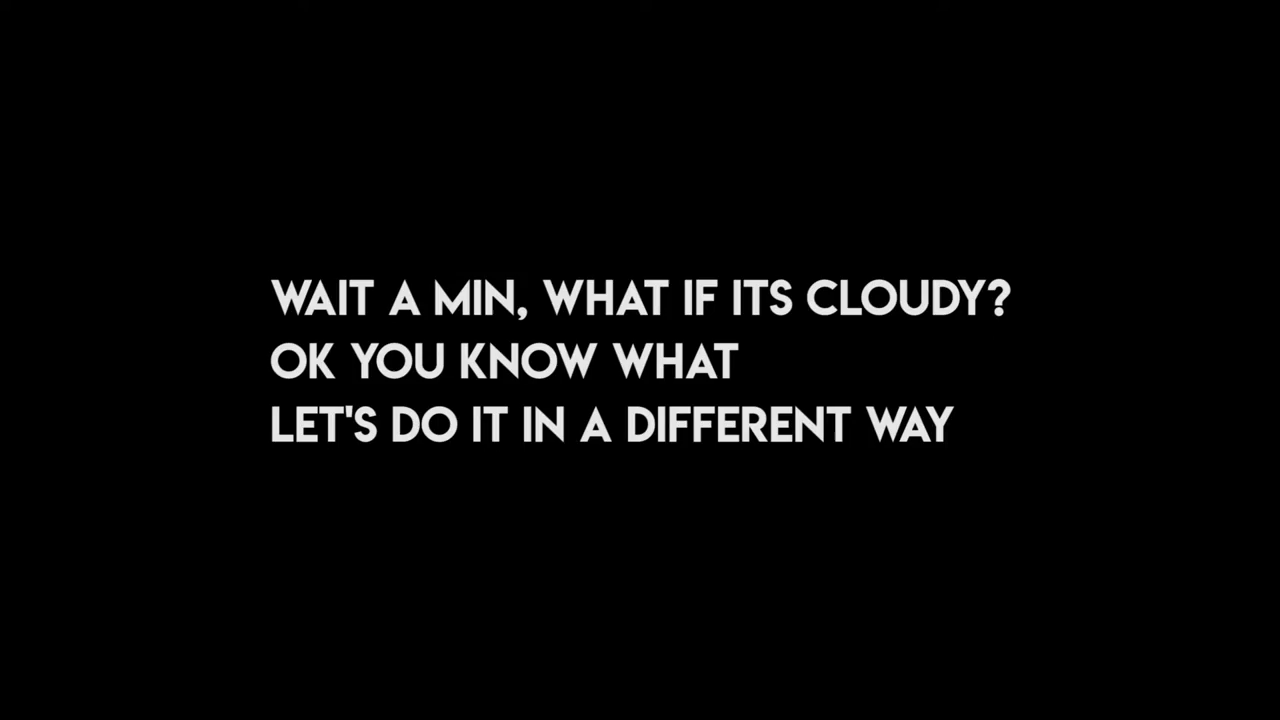 WAIT A MIN, WHAT IF ITS CLOUDY?
OK YOU KNOW WHAT
LET'S DO IT IN A DIFFERENT WAY